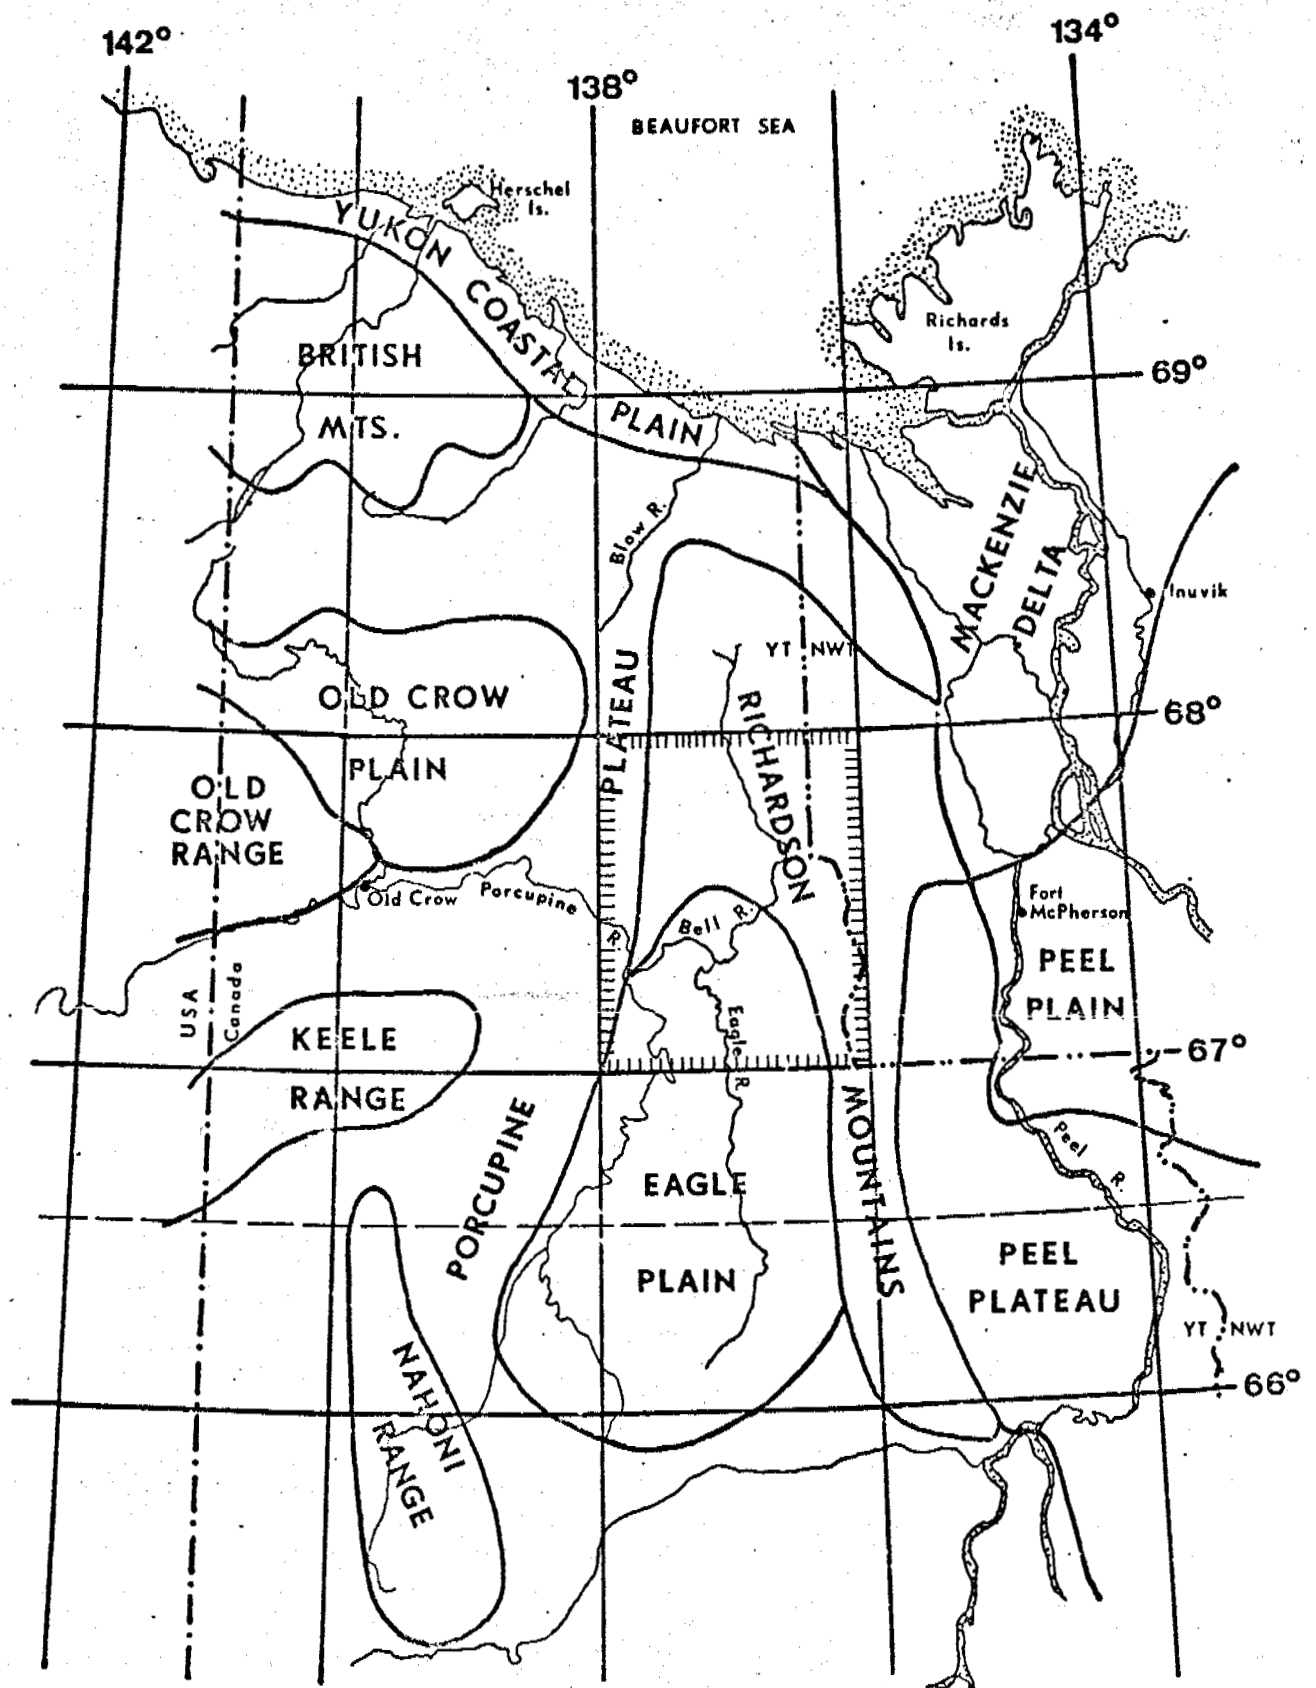 142°
134°
138°
BEAUFORT SEA
Herschel
Is.
YUKON COASTAL PLAIN
Richards
Is.
BRITISH
MTS.
69°
Blow R.
MACKENZIE
DELTA
Inuvik
YT NWT
OLD CROW
PLAIN
68°
PORCUPINE PLATEAU
RICHARDSON MOUNTAINS
OLD
CROW
RANGE
Old Crow
Porcupine R.
Bell R.
Fort
McPherson
PEEL
PLAIN
USA
Canada
Eagle R.
KEELE
RANGE
67°
Peel R.
EAGLE
PLAIN
PEEL
PLATEAU
YT NWT
NAHONI
RANGE
66°